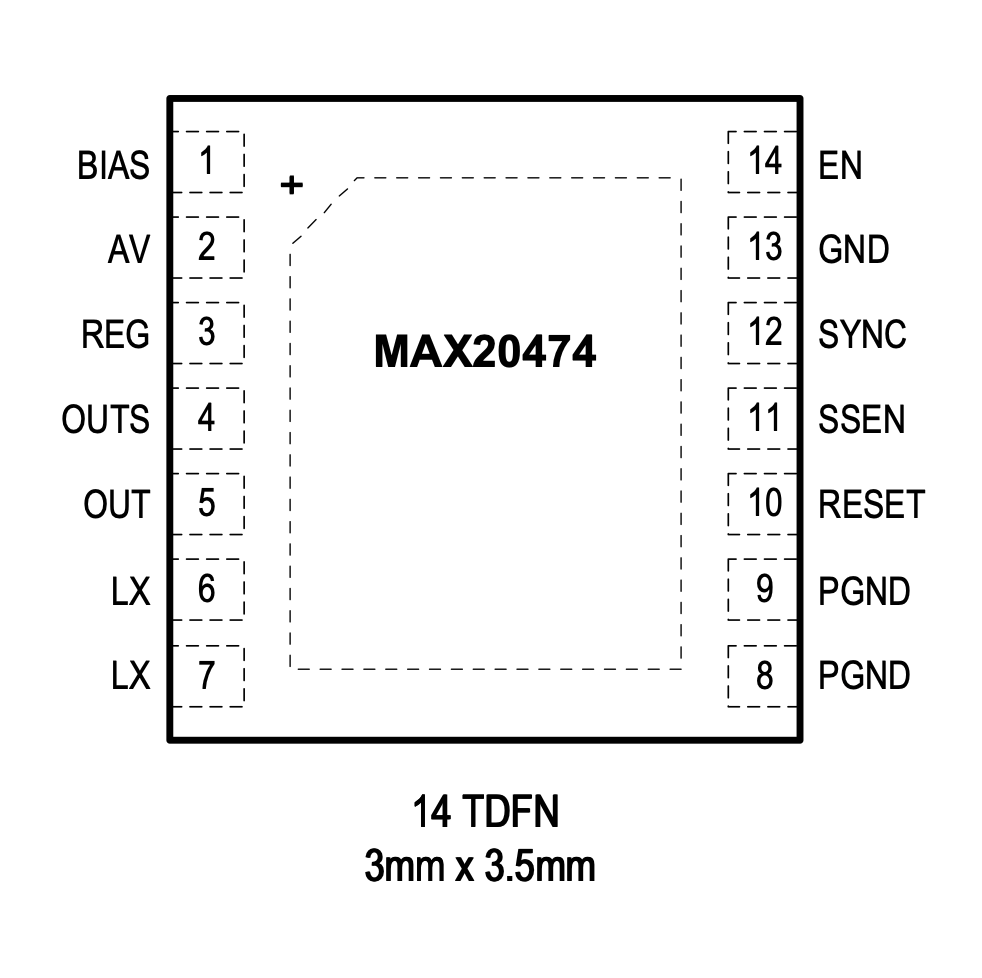 BIAS 1 14 EN
+
AV 2 13 GND
REG 3 12 SYNC
MAX20474
OUTS 4 11 SSEN
OUT 5 10 RESET
LX 6 9 PGND
LX 7 8 PGND
14 TDFN
3mm x 3.5mm